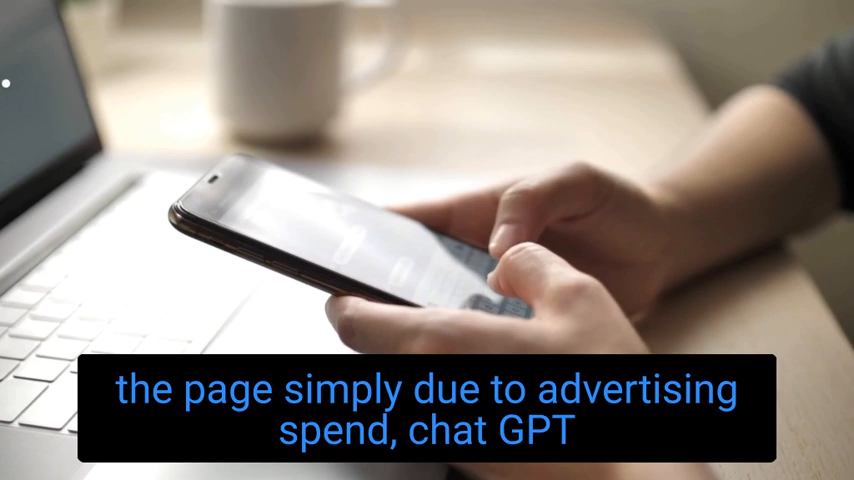 the page simply due to advertising
spend, chat GPT